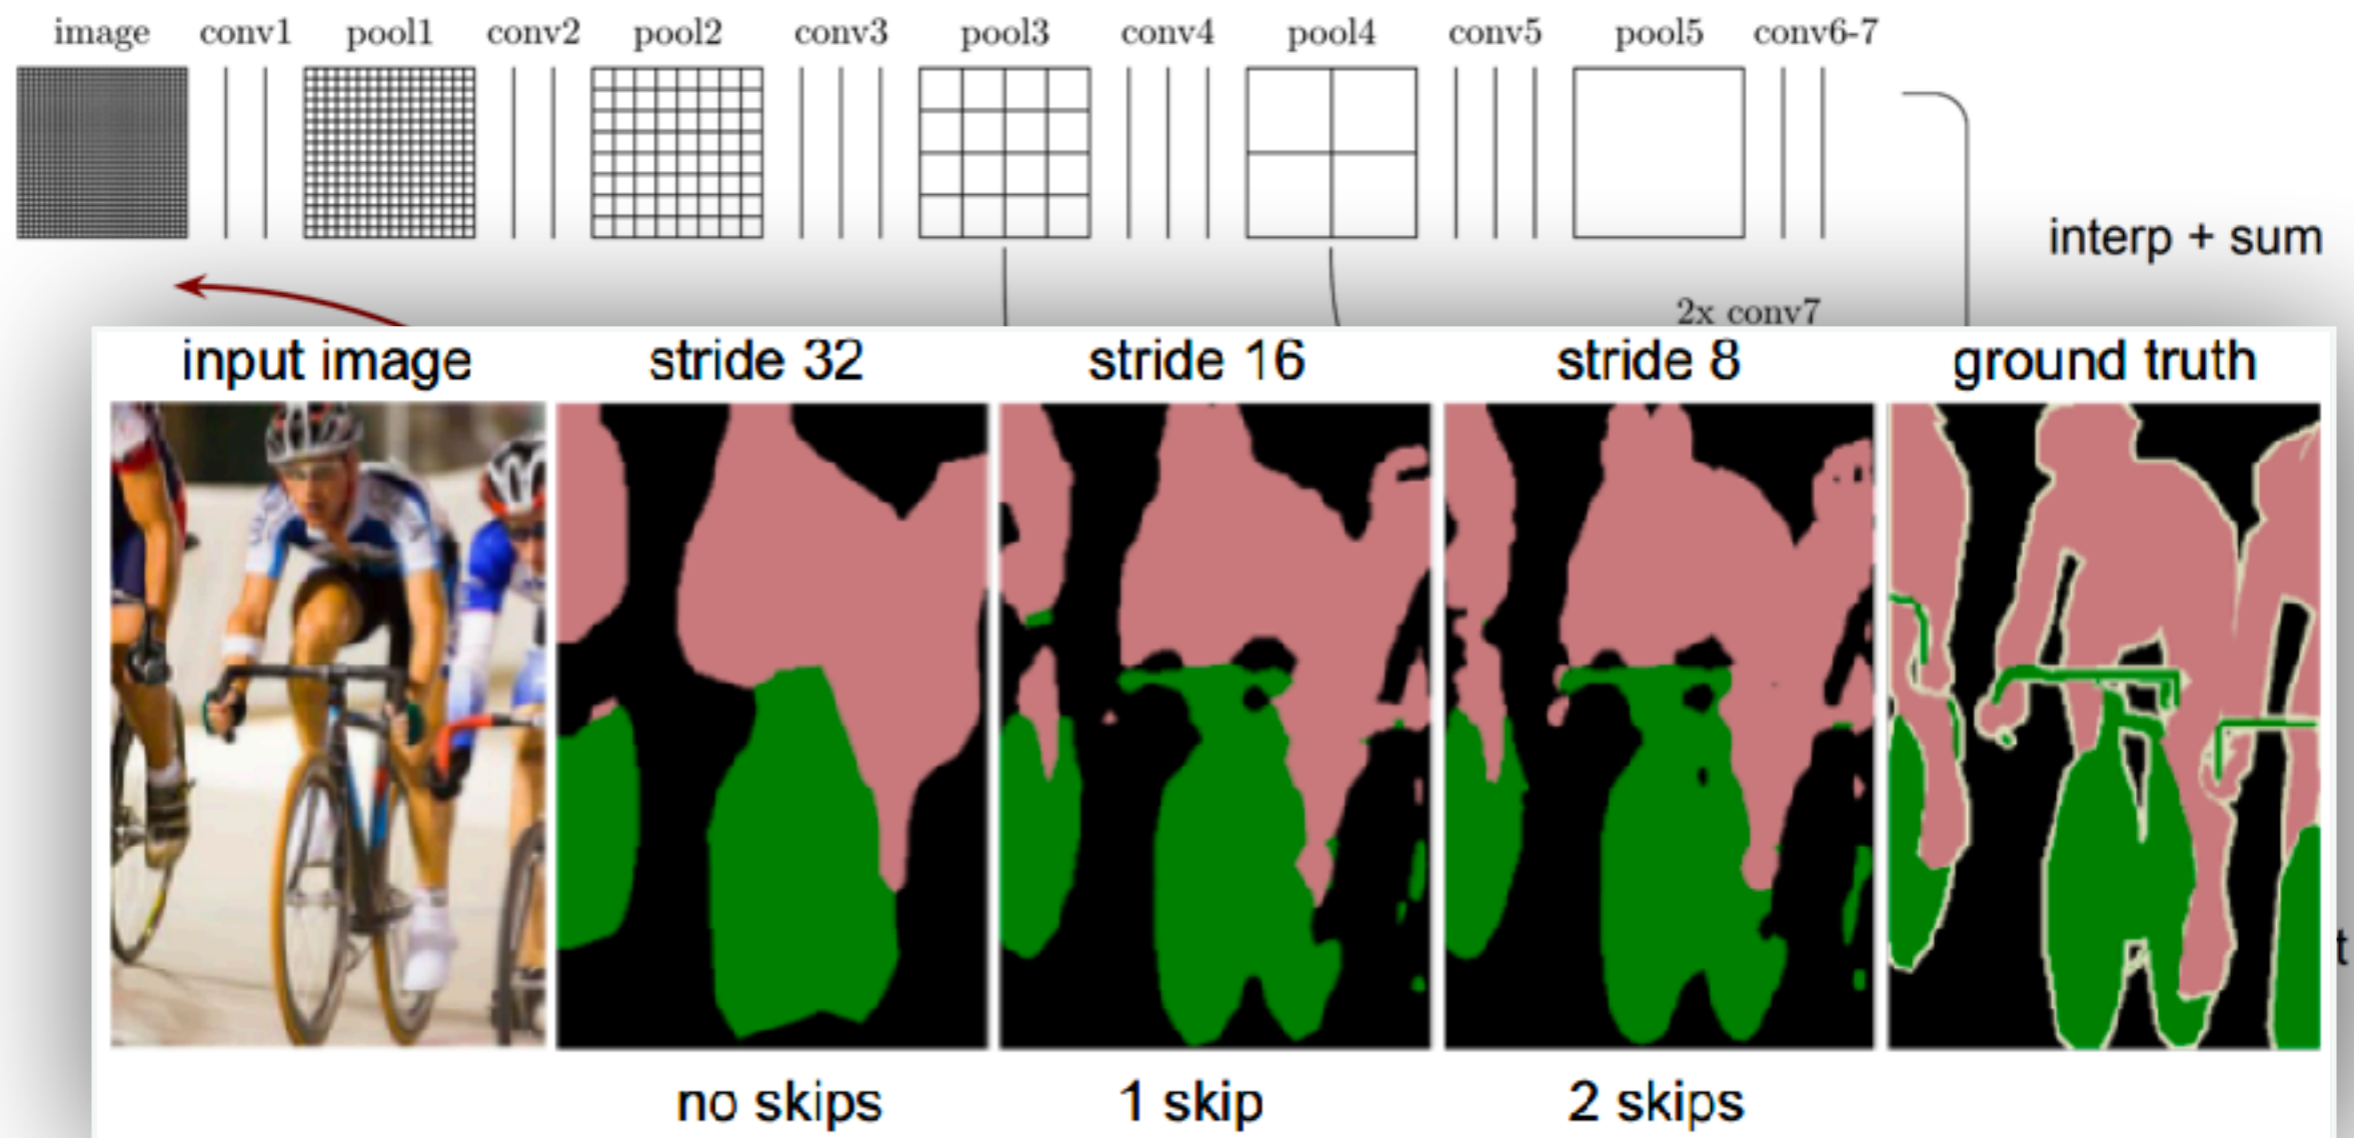 image conv1 pool1 conv2 pool2 conv3 pool3 conv4 pool4 conv5 pool5 conv6-7
interp + sum
2x conv7
input image stride 32 stride 16 stride 8 ground truth
t
no skips 1 skip 2 skips